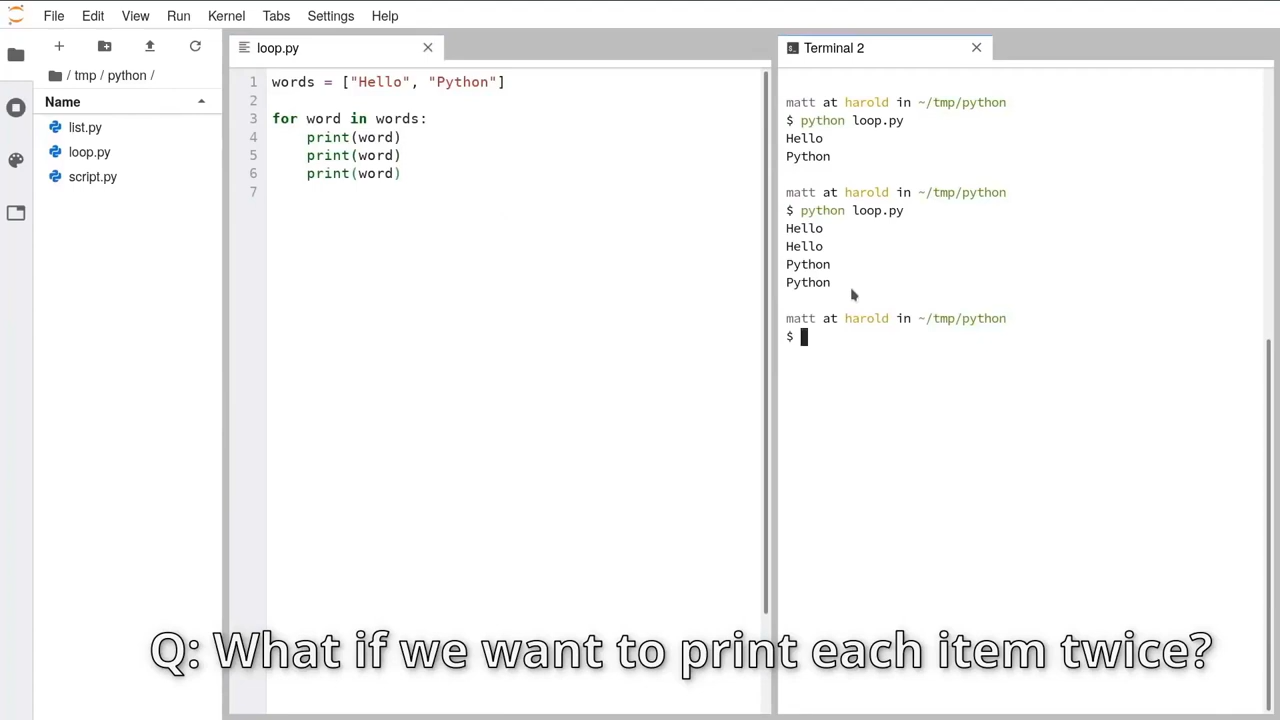 File Edit View Run Kernel Tabs Settings Help
/ tmp / python /
Name
list.py
loop.py
script.py
loop.py
1 words = ["Hello", "Python"]
2
3 for word in words:
4     print(word)
5     print(word)
6     print(word)
7
Terminal 2
matt at harold in ~/tmp/python
$ python loop.py
Hello
Python
matt at harold in ~/tmp/python
$ python loop.py
Hello
Hello
Python
Python
matt at harold in ~/tmp/python
$
Q: What if we want to print each item twice?